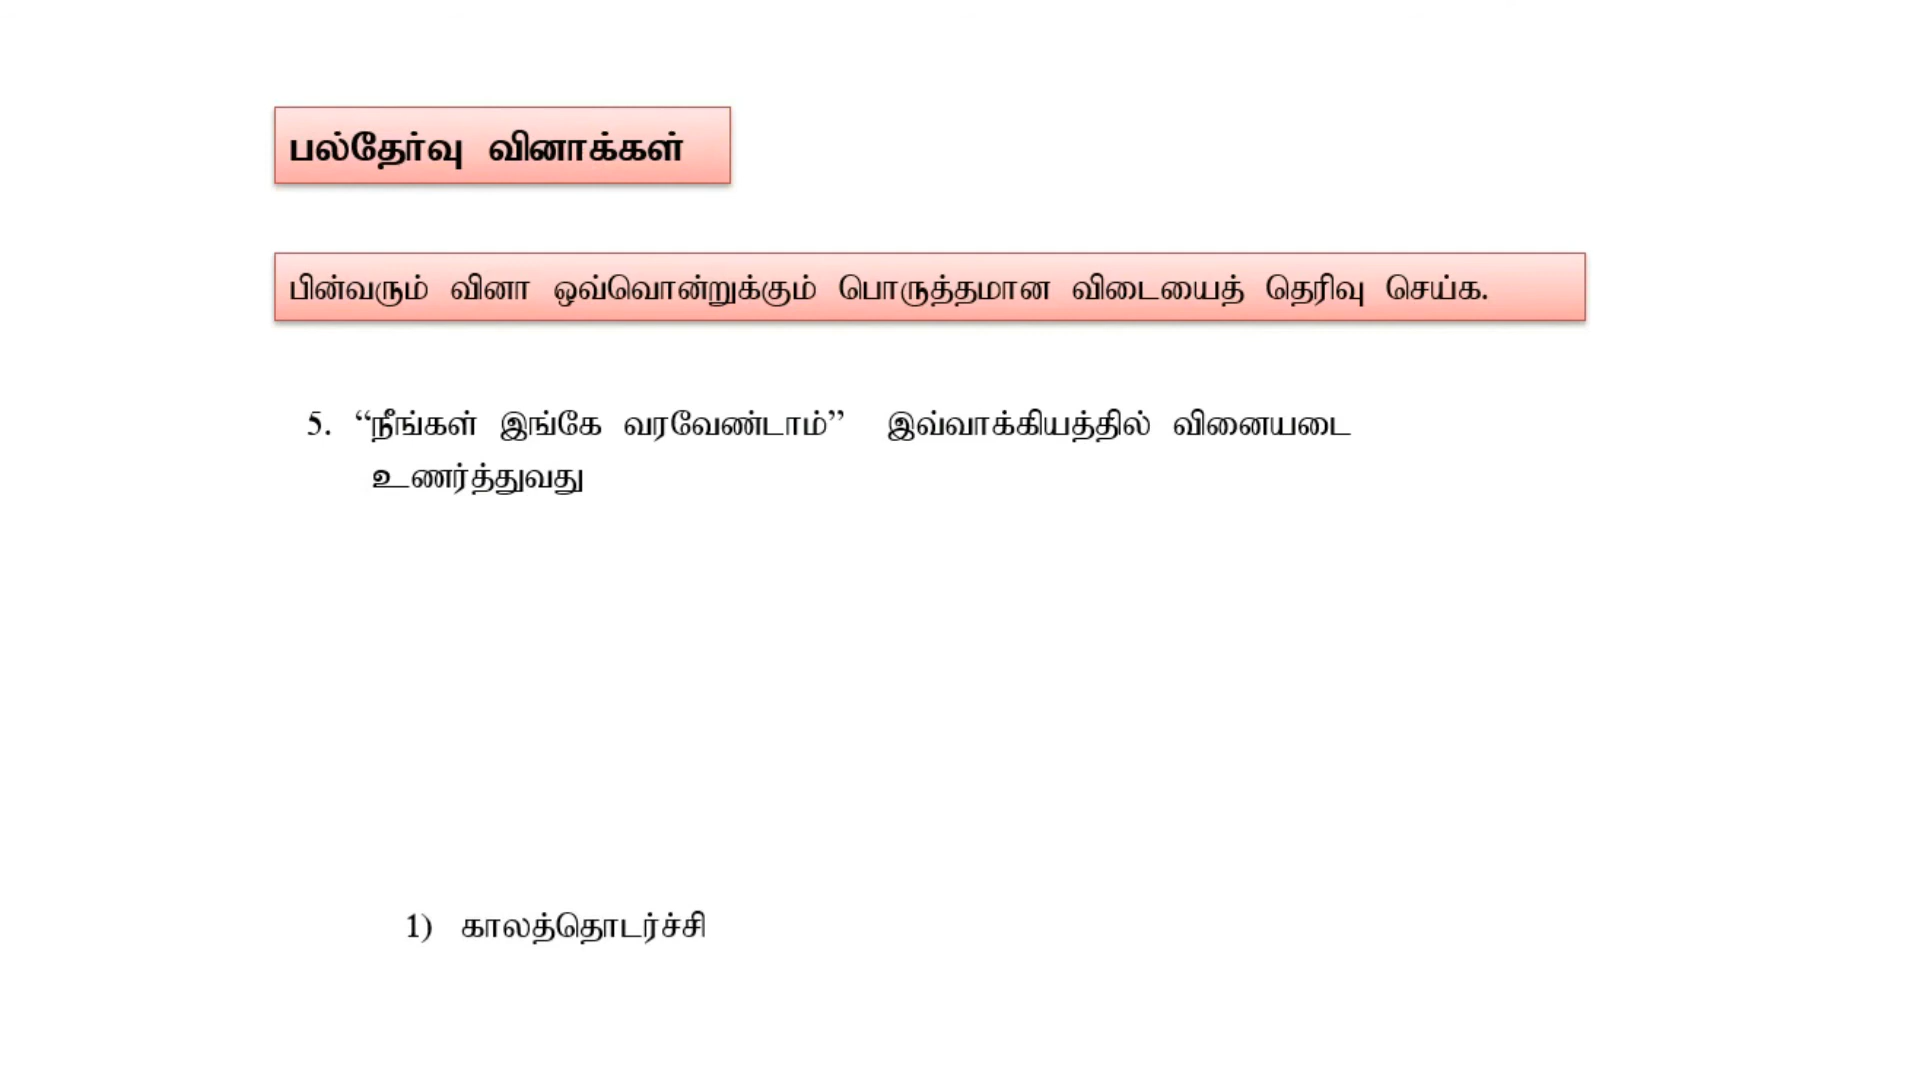 பல்தேர்வு வினாக்கள்
பின்வரும் வினா ஒவ்வொன்றுக்கும் பொருத்தமான விடையைத் தெரிவு செய்க.
5. “நீங்கள் இங்கே வரவேண்டாம்” இவ்வாக்கியத்தில் வினையடை
உணர்த்துவது
1) காலத்தொடர்ச்சி